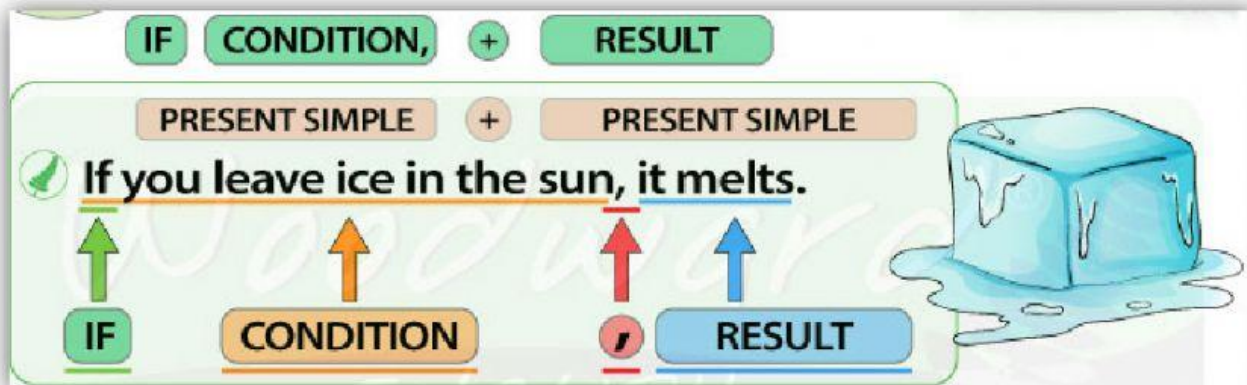 IF CONDITION, + RESULT
PRESENT SIMPLE + PRESENT SIMPLE
If you leave ice in the sun, it melts.
IF CONDITION , RESULT
Woodward